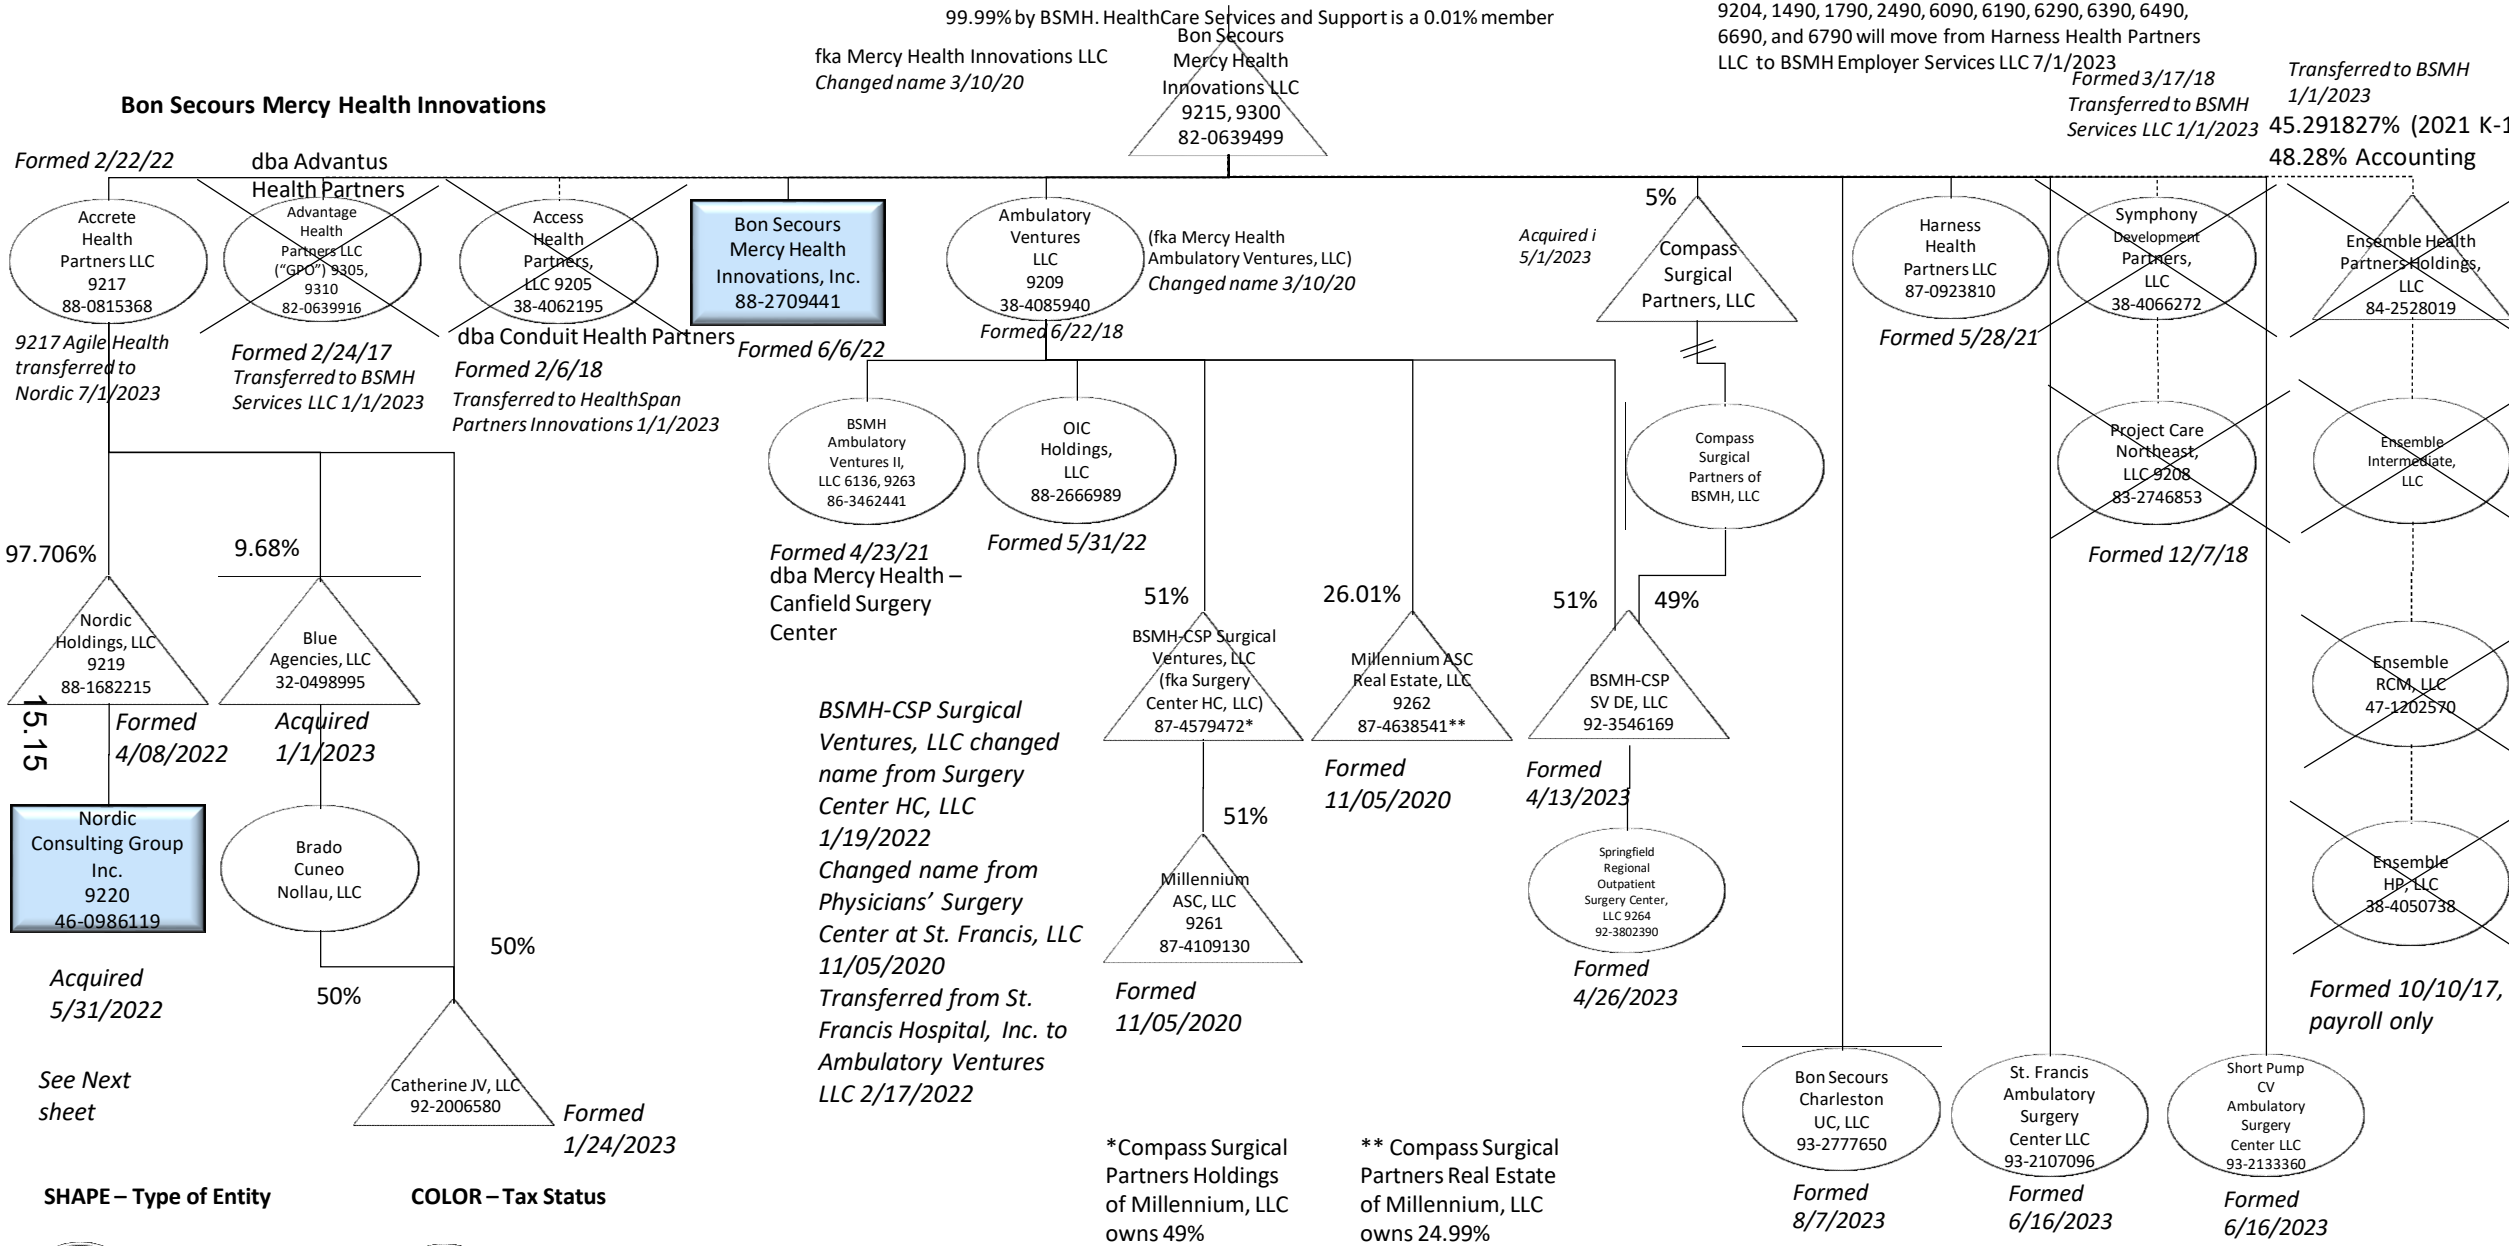 99.99% by BSMH. HealthCare Services and Support is a 0.01% member
9204, 1490, 1790, 2490, 6090, 6190, 6290, 6390, 6490,
6690, and 6790 will move from Harness Health Partners
LLC to BSMH Employer Services LLC 7/1/2023
fka Mercy Health Innovations LLC
Changed name 3/10/20
Bon Secours
Mercy Health
Innovations LLC
9215, 9300
82-0639499
Bon Secours Mercy Health Innovations
Formed 3/17/18
Transferred to BSMH
Services LLC 1/1/2023
Transferred to BSMH
1/1/2023
45.291827% (2021 K-1
48.28% Accounting
Formed 2/22/22
Accrete
Health
Partners LLC
9217
88-0815368
9217 Agile Health
transferred to
Nordic 7/1/2023
dba Advantus
Health Partners
Advantage
Health
Partners LLC
("GPO") 9305,
9310
82-0639916
Formed 2/24/17
Transferred to BSMH
Services LLC 1/1/2023
Access
Health
Partners,
LLC 9205
38-4062195
dba Conduit Health Partners
Formed 2/6/18
Transferred to HealthSpan
Partners Innovations 1/1/2023
Bon Secours
Mercy Health
Innovations, Inc.
88-2709441
Formed 6/6/22
Ambulatory
Ventures
LLC
9209
38-4085940
Formed 6/22/18
(fka Mercy Health
Ambulatory Ventures, LLC)
Changed name 3/10/20
Acquired i
5/1/2023
5%
Compass
Surgical
Partners, LLC
Harness
Health
Partners LLC
87-0923810
Formed 5/28/21
Symphony
Development
Partners,
LLC
38-4066272
Ensemble Health
Partners Holdings,
LLC
84-2528019
BSMH
Ambulatory
Ventures II,
LLC 6136, 9263
86-3462441
Formed 4/23/21
dba Mercy Health –
Canfield Surgery
Center
OIC
Holdings,
LLC
88-2666989
Formed 5/31/22
Compass
Surgical
Partners of
BSMH, LLC
Project Care
Northeast,
LLC 9208
83-2746853
Formed 12/7/18
Ensemble
Intermediate,
LLC
97.706%
Nordic
Holdings, LLC
9219
88-1682215
15.15
Formed
4/08/2022
9.68%
Blue
Agencies, LLC
32-0498995
Acquired
1/1/2023
51%
BSMH-CSP Surgical
Ventures, LLC
(fka Surgery
Center HC, LLC)
87-4579472*
26.01%
Millennium ASC
Real Estate, LLC
9262
87-4638541**
Formed
11/05/2020
51%
49%
BSMH-CSP
SV DE, LLC
92-3546169
Formed
4/13/2023
Ensemble
RCM, LLC
47-1202570
BSMH-CSP Surgical
Ventures, LLC changed
name from Surgery
Center HC, LLC
1/19/2022
Changed name from
Physicians' Surgery
Center at St. Francis, LLC
11/05/2020
Transferred from St.
Francis Hospital, Inc. to
Ambulatory Ventures
LLC 2/17/2022
Nordic
Consulting Group
Inc.
9220
46-0986119
Acquired
5/31/2022
See Next
sheet
Brado
Cuneo
Nollau, LLC
50%
50%
Catherine JV, LLC
92-2006580
Formed
1/24/2023
51%
Millennium
ASC, LLC
9261
87-4109130
Formed
11/05/2020
Springfield
Regional
Outpatient
Surgery Center,
LLC 9264
92-3802390
Formed
4/26/2023
Ensemble
HP, LLC
38-4050738
Formed 10/10/17,
payroll only
Bon Secours
Charleston
UC, LLC
93-2777650
Formed
8/7/2023
St. Francis
Ambulatory
Surgery
Center LLC
93-2107096
Formed
6/16/2023
Short Pump
CV
Ambulatory
Surgery
Center LLC
93-2133360
Formed
6/16/2023
*Compass Surgical
Partners Holdings
of Millennium, LLC
owns 49%
** Compass Surgical
Partners Real Estate
of Millennium, LLC
owns 24.99%
SHAPE – Type of Entity
COLOR – Tax Status